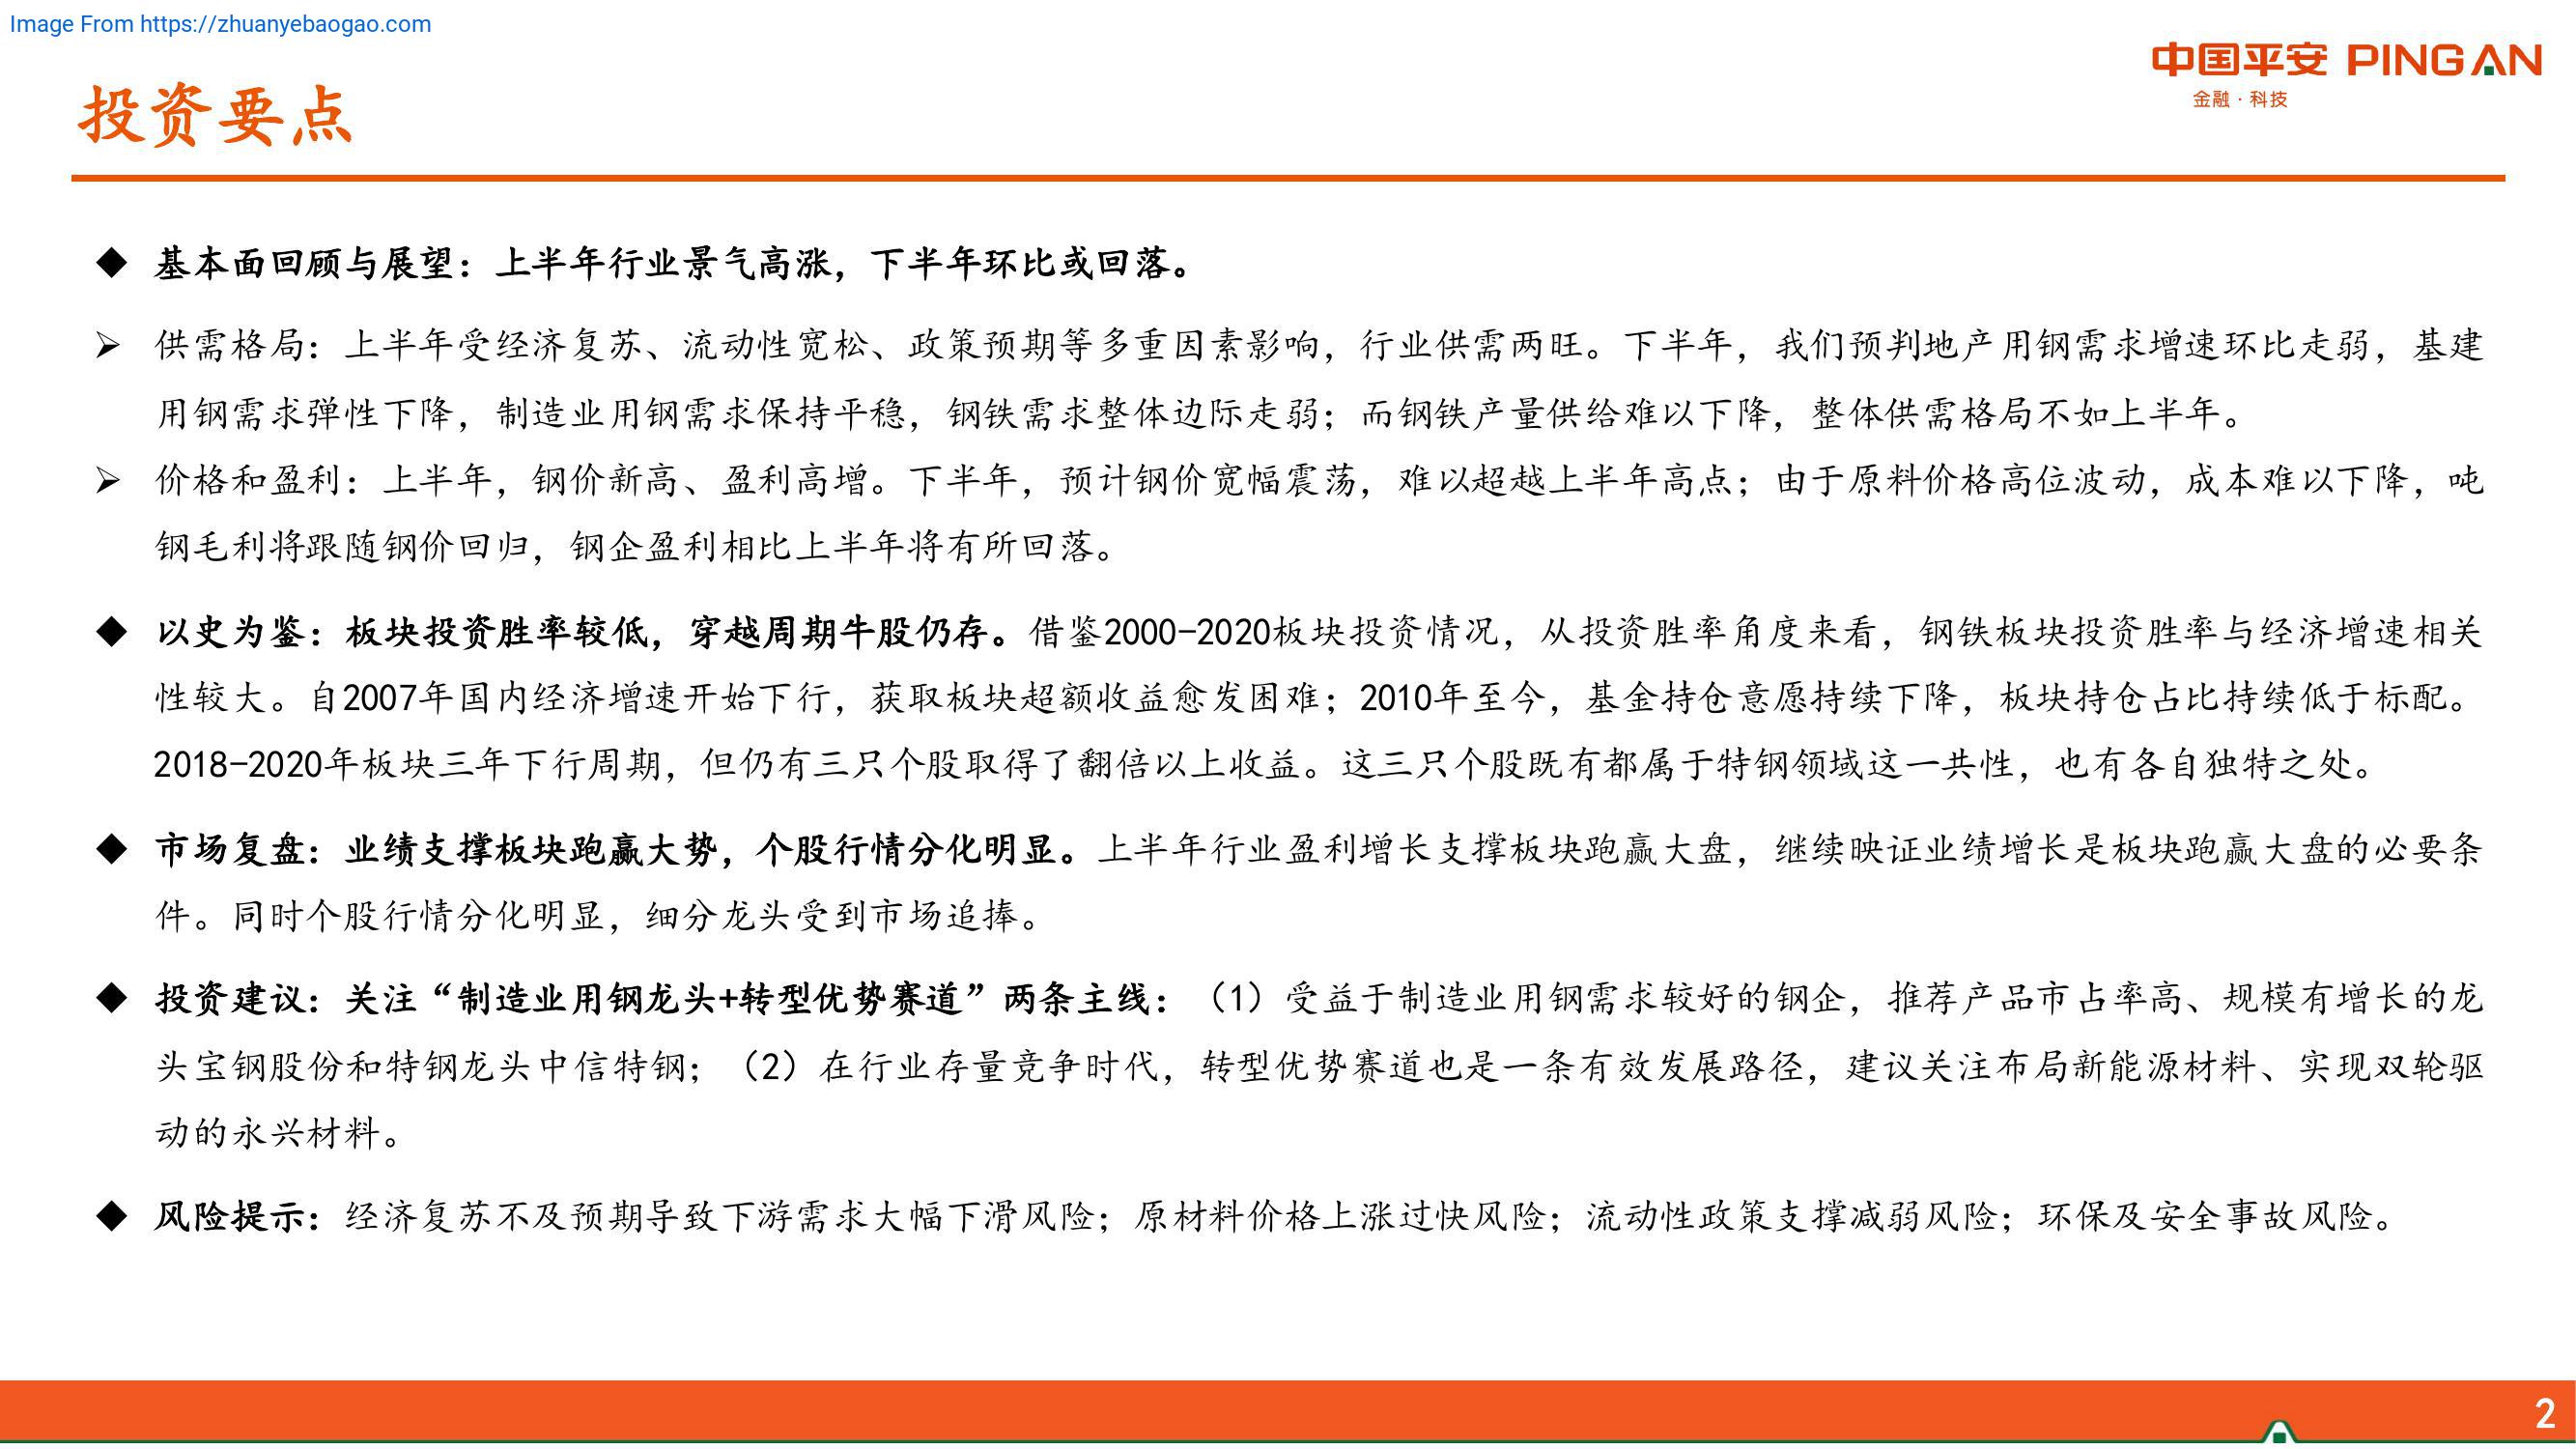 Image From https://zhuanyebaogao.com
中国平安 PING AN
金融·科技
投资要点
◆ 基本面回顾与展望：上半年行业景气高涨，下半年环比或回落。
➢ 供需格局：上半年受经济复苏、流动性宽松、政策预期等多重因素影响，行业供需两旺。下半年，我们预判地产用钢需求增速环比走弱，基建
用钢需求弹性下降，制造业用钢需求保持平稳，钢铁需求整体边际走弱；而钢铁产量供给难以下降，整体供需格局不如上半年。
➢ 价格和盈利：上半年，钢价新高、盈利高增。下半年，预计钢价宽幅震荡，难以超越上半年高点；由于原料价格高位波动，成本难以下降，吨
钢毛利将跟随钢价回归，钢企盈利相比上半年将有所回落。
◆ 以史为鉴：板块投资胜率较低，穿越周期牛股仍存。借鉴2000-2020板块投资情况，从投资胜率角度来看，钢铁板块投资胜率与经济增速相关
性较大。自2007年国内经济增速开始下行，获取板块超额收益愈发困难；2010年至今，基金持仓意愿持续下降，板块持仓占比持续低于标配。
2018-2020年板块三年下行周期，但仍有三只个股取得了翻倍以上收益。这三只个股既有都属于特钢领域这一共性，也有各自独特之处。
◆ 市场复盘：业绩支撑板块跑赢大势，个股行情分化明显。上半年行业盈利增长支撑板块跑赢大盘，继续映证业绩增长是板块跑赢大盘的必要条
件。同时个股行情分化明显，细分龙头受到市场追捧。
◆ 投资建议：关注“制造业用钢龙头+转型优势赛道”两条主线：（1）受益于制造业用钢需求较好的钢企，推荐产品市占率高、规模有增长的龙
头宝钢股份和特钢龙头中信特钢；（2）在行业存量竞争时代，转型优势赛道也是一条有效发展路径，建议关注布局新能源材料、实现双轮驱
动的永兴材料。
◆ 风险提示：经济复苏不及预期导致下游需求大幅下滑风险；原材料价格上涨过快风险；流动性政策支撑减弱风险；环保及安全事故风险。
2